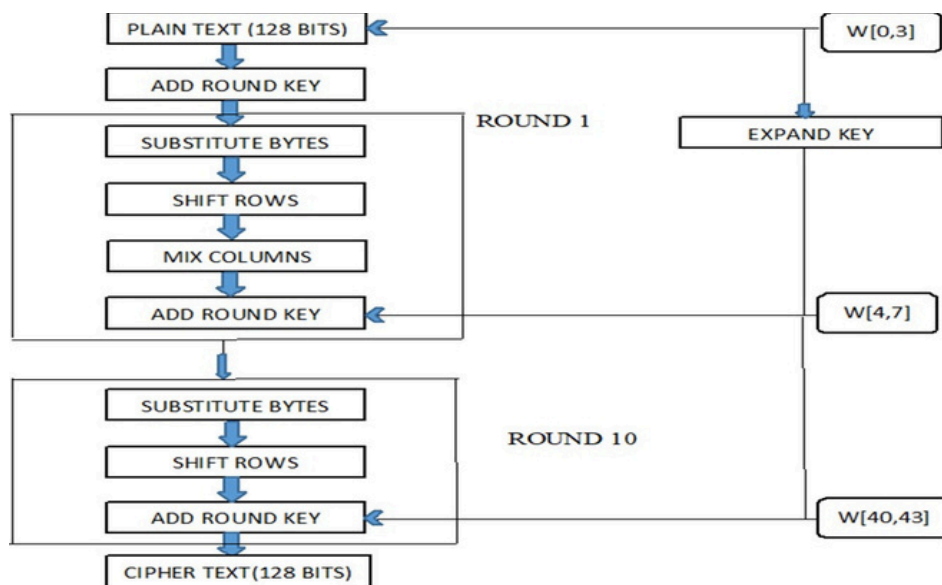 PLAIN TEXT (128 BITS)
W[0,3]
ADD ROUND KEY
ROUND 1
SUBSTITUTE BYTES
EXPAND KEY
SHIFT ROWS
MIX COLUMNS
ADD ROUND KEY
W[4,7]
SUBSTITUTE BYTES
ROUND 10
SHIFT ROWS
ADD ROUND KEY
W[40,43]
CIPHER TEXT(128 BITS)